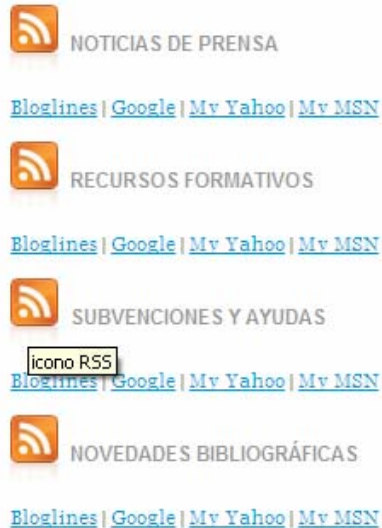 NOTICIAS DE PRENSA
Bloglines | Google | My Yahoo | My MSN
RECURSOS FORMATIVOS
Bloglines | Google | My Yahoo | My MSN
SUBVENCIONES Y AYUDAS
icono RSS
Bloglines | Google | My Yahoo | My MSN
NOVEDADES BIBLIOGRÁFICAS
Bloglines | Google | My Yahoo | My MSN